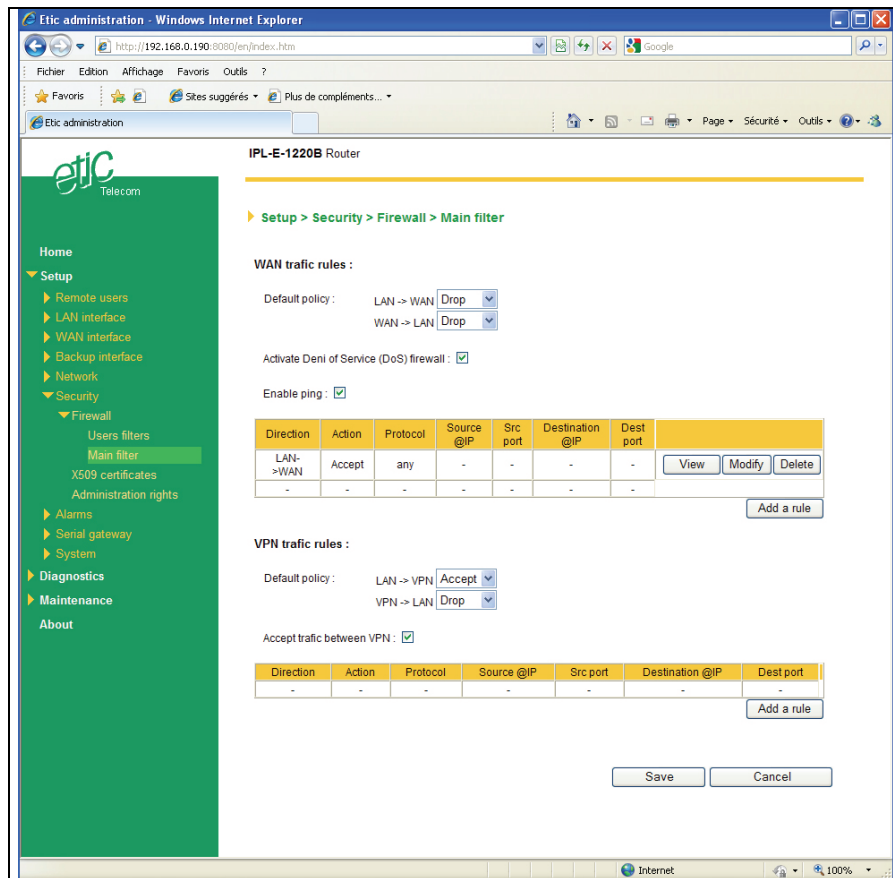 Etic administration - Windows Internet Explorer
http://192.168.0.190:8080/en/index.htm
Google
Fichier Edition Affichage Favoris Outils ?
Favoris Sites suggérés Plus de compléments...
Etic administration
Page Sécurité Outils
etic
Telecom
IPL-E-1220B Router
Setup > Security > Firewall > Main filter
Home
Setup
Remote users
LAN interface
WAN interface
Backup interface
Network
Security
Firewall
Users filters
Main filter
X509 certificates
Administration rights
Alarms
Serial gateway
System
Diagnostics
Maintenance
About
WAN trafic rules :
Default policy : LAN -> WAN Drop
WAN -> LAN Drop
Activate Deni of Service (DoS) firewall :
Enable ping :
Direction Action Protocol Source @IP Src port Destination @IP Dest port
LAN->WAN Accept any - - - - View Modify Delete
- - - - - - -
Add a rule
VPN trafic rules :
Default policy : LAN -> VPN Accept
VPN -> LAN Drop
Accept trafic between VPN :
Direction Action Protocol Source @IP Src port Destination @IP Dest port
- - - - - - -
Add a rule
Save Cancel
Internet 100%